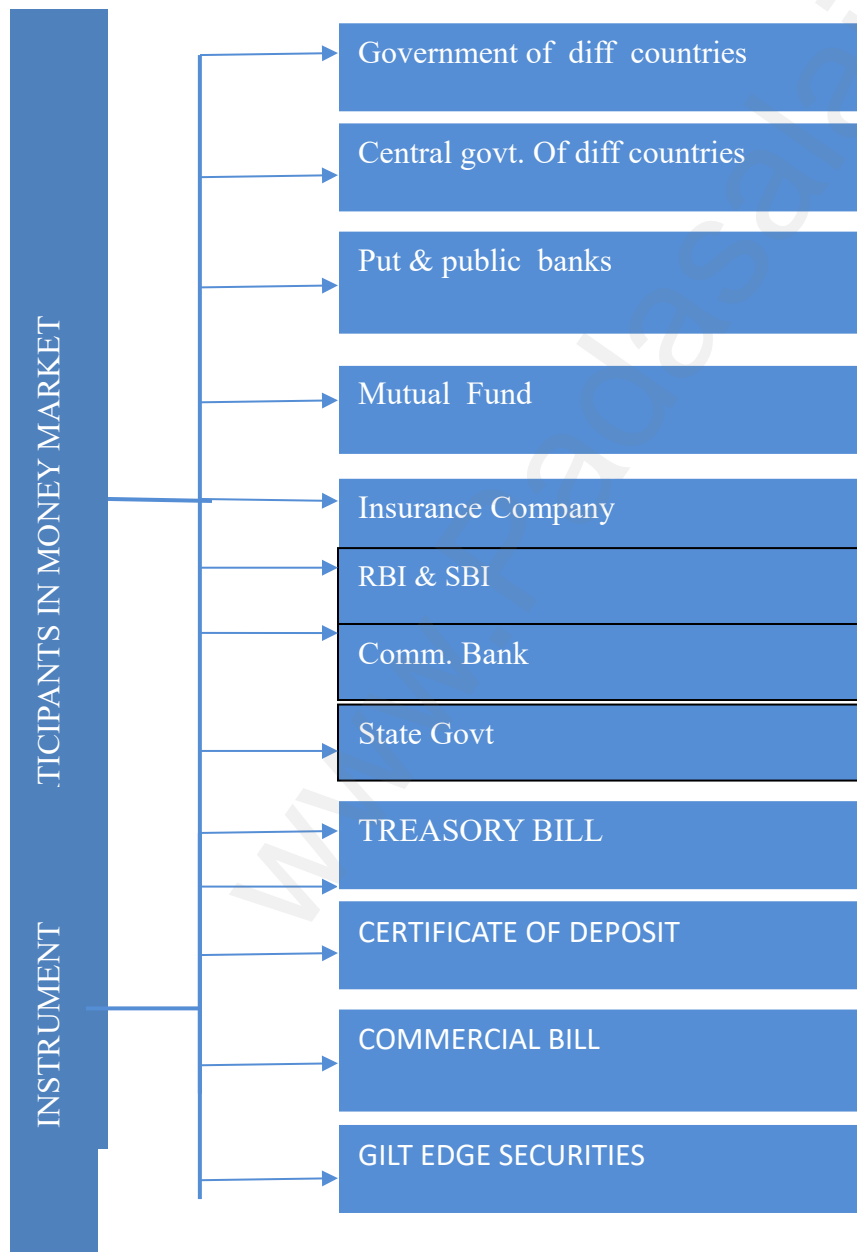 Government of diff countries
Central govt. Of diff countries
Put & public banks
Mutual Fund
Insurance Company
RBI & SBI
Comm. Bank
State Govt
TREASORY BILL
CERTIFICATE OF DEPOSIT
COMMERCIAL BILL
GILT EDGE SECURITIES
TICIPANTS IN MONEY MARKET
INSTRUMENT